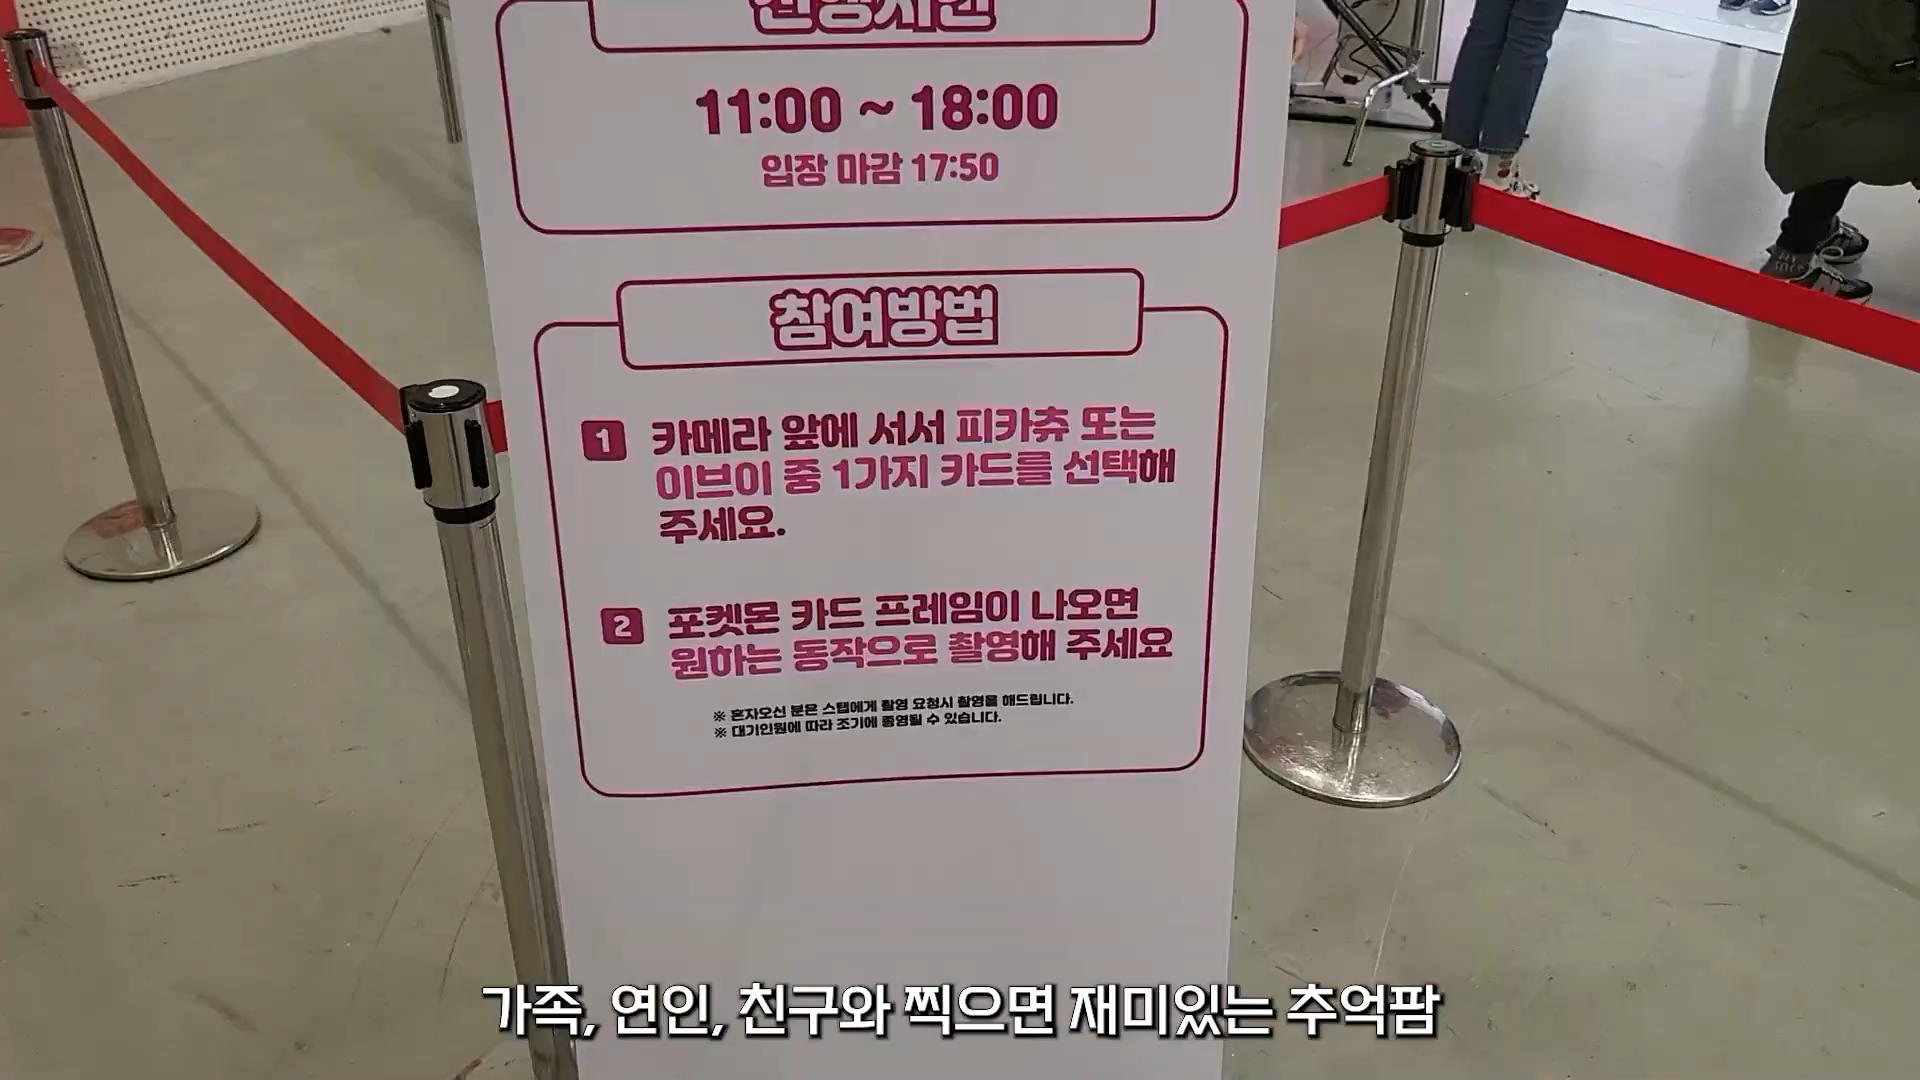 진행시간
11:00 ~ 18:00
입장 마감 17:50
참여방법
1 카메라 앞에 서서 피카츄 또는
이브이 중 1가지 카드를 선택해
주세요.
2 포켓몬 카드 프레임이 나오면
원하는 동작으로 촬영해 주세요
※ 혼자오신 분은 스탭에게 촬영 요청시 촬영을 해드립니다.
※ 대기인원에 따라 조기에 종영될 수 있습니다.
가족, 연인, 친구와 찍으면 재미있는 추억팜